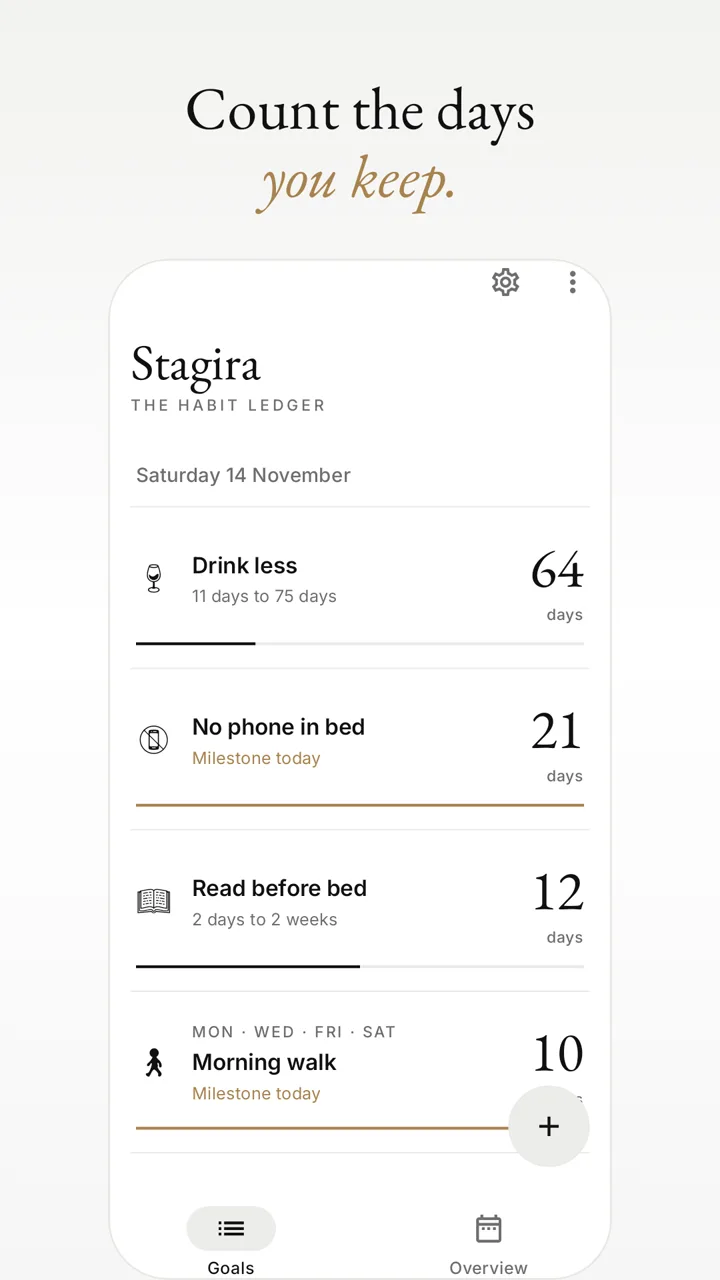 Count the days
you keep.
Stagira
THE HABIT LEDGER
Saturday 14 November
Drink less
11 days to 75 days
64
days
No phone in bed
Milestone today
21
days
Read before bed
2 days to 2 weeks
12
days
MON · WED · FRI · SAT
Morning walk
Milestone today
10
+
Goals
Overview